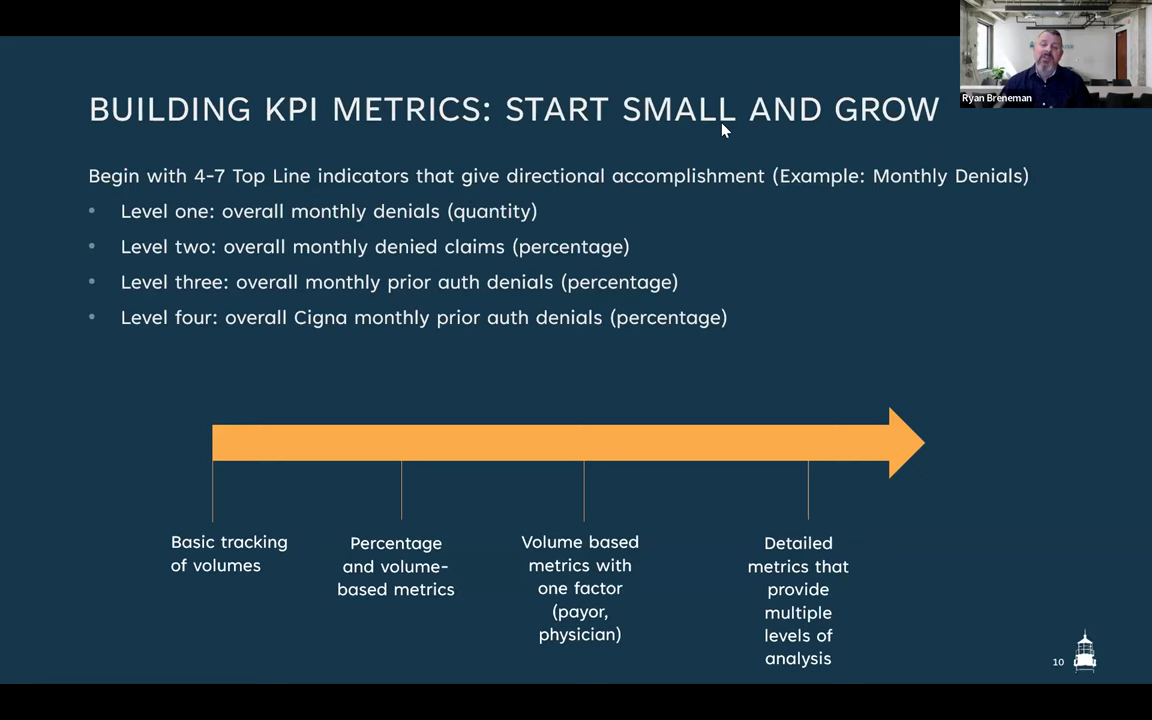 BUILDING KPI METRICS: START SMALL AND GROW
Ryan Breneman
Begin with 4-7 Top Line indicators that give directional accomplishment (Example: Monthly Denials)
• Level one: overall monthly denials (quantity)
• Level two: overall monthly denied claims (percentage)
• Level three: overall monthly prior auth denials (percentage)
• Level four: overall Cigna monthly prior auth denials (percentage)
Basic tracking
of volumes
Percentage
and volume-
based metrics
Volume based
metrics with
one factor
(payor,
physician)
Detailed
metrics that
provide
multiple
levels of
analysis
10